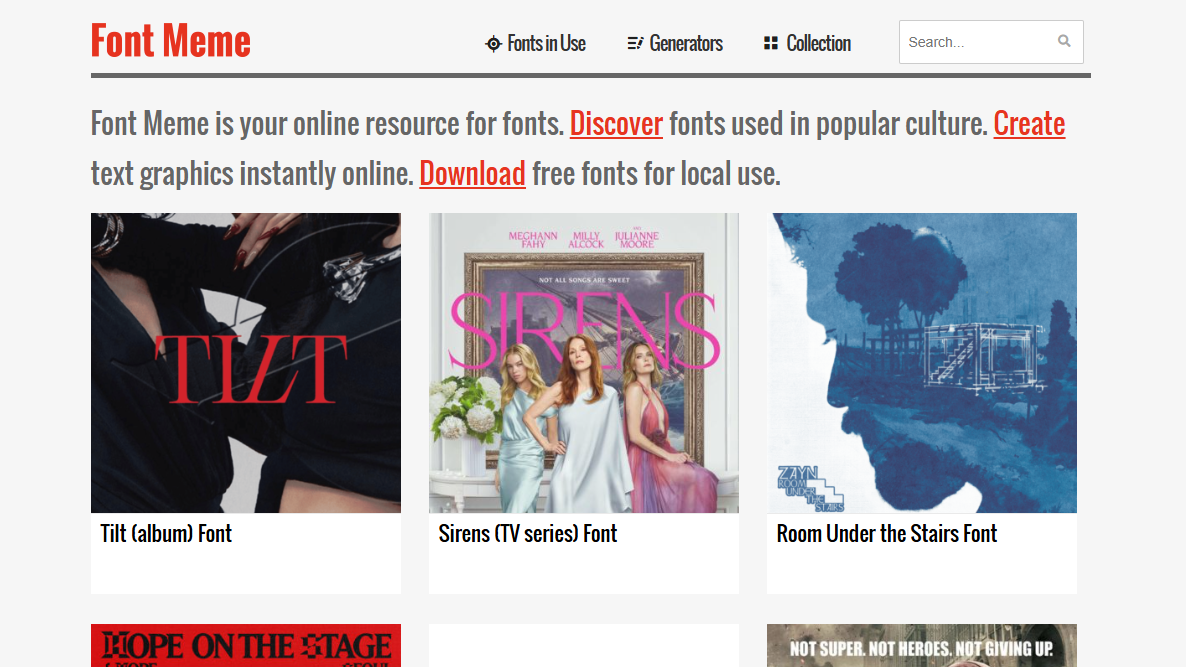 Font Meme
Fonts in Use
Generators
Collection
Search...
Font Meme is your online resource for fonts. Discover fonts used in popular culture. Create
text graphics instantly online. Download free fonts for local use.
TILT
MEGHANN FAHY
MILLY ALCOCK
JULIANNE MOORE
NOT ALL SONGS ARE SWEET
SIRENS
ZAYN
ROOM
UNDER
THE
STAIRS
Tilt (album) Font
Sirens (TV series) Font
Room Under the Stairs Font
HOPE ON THE STAGE
NOT SUPER. NOT HEROES. NOT GIVING UP.